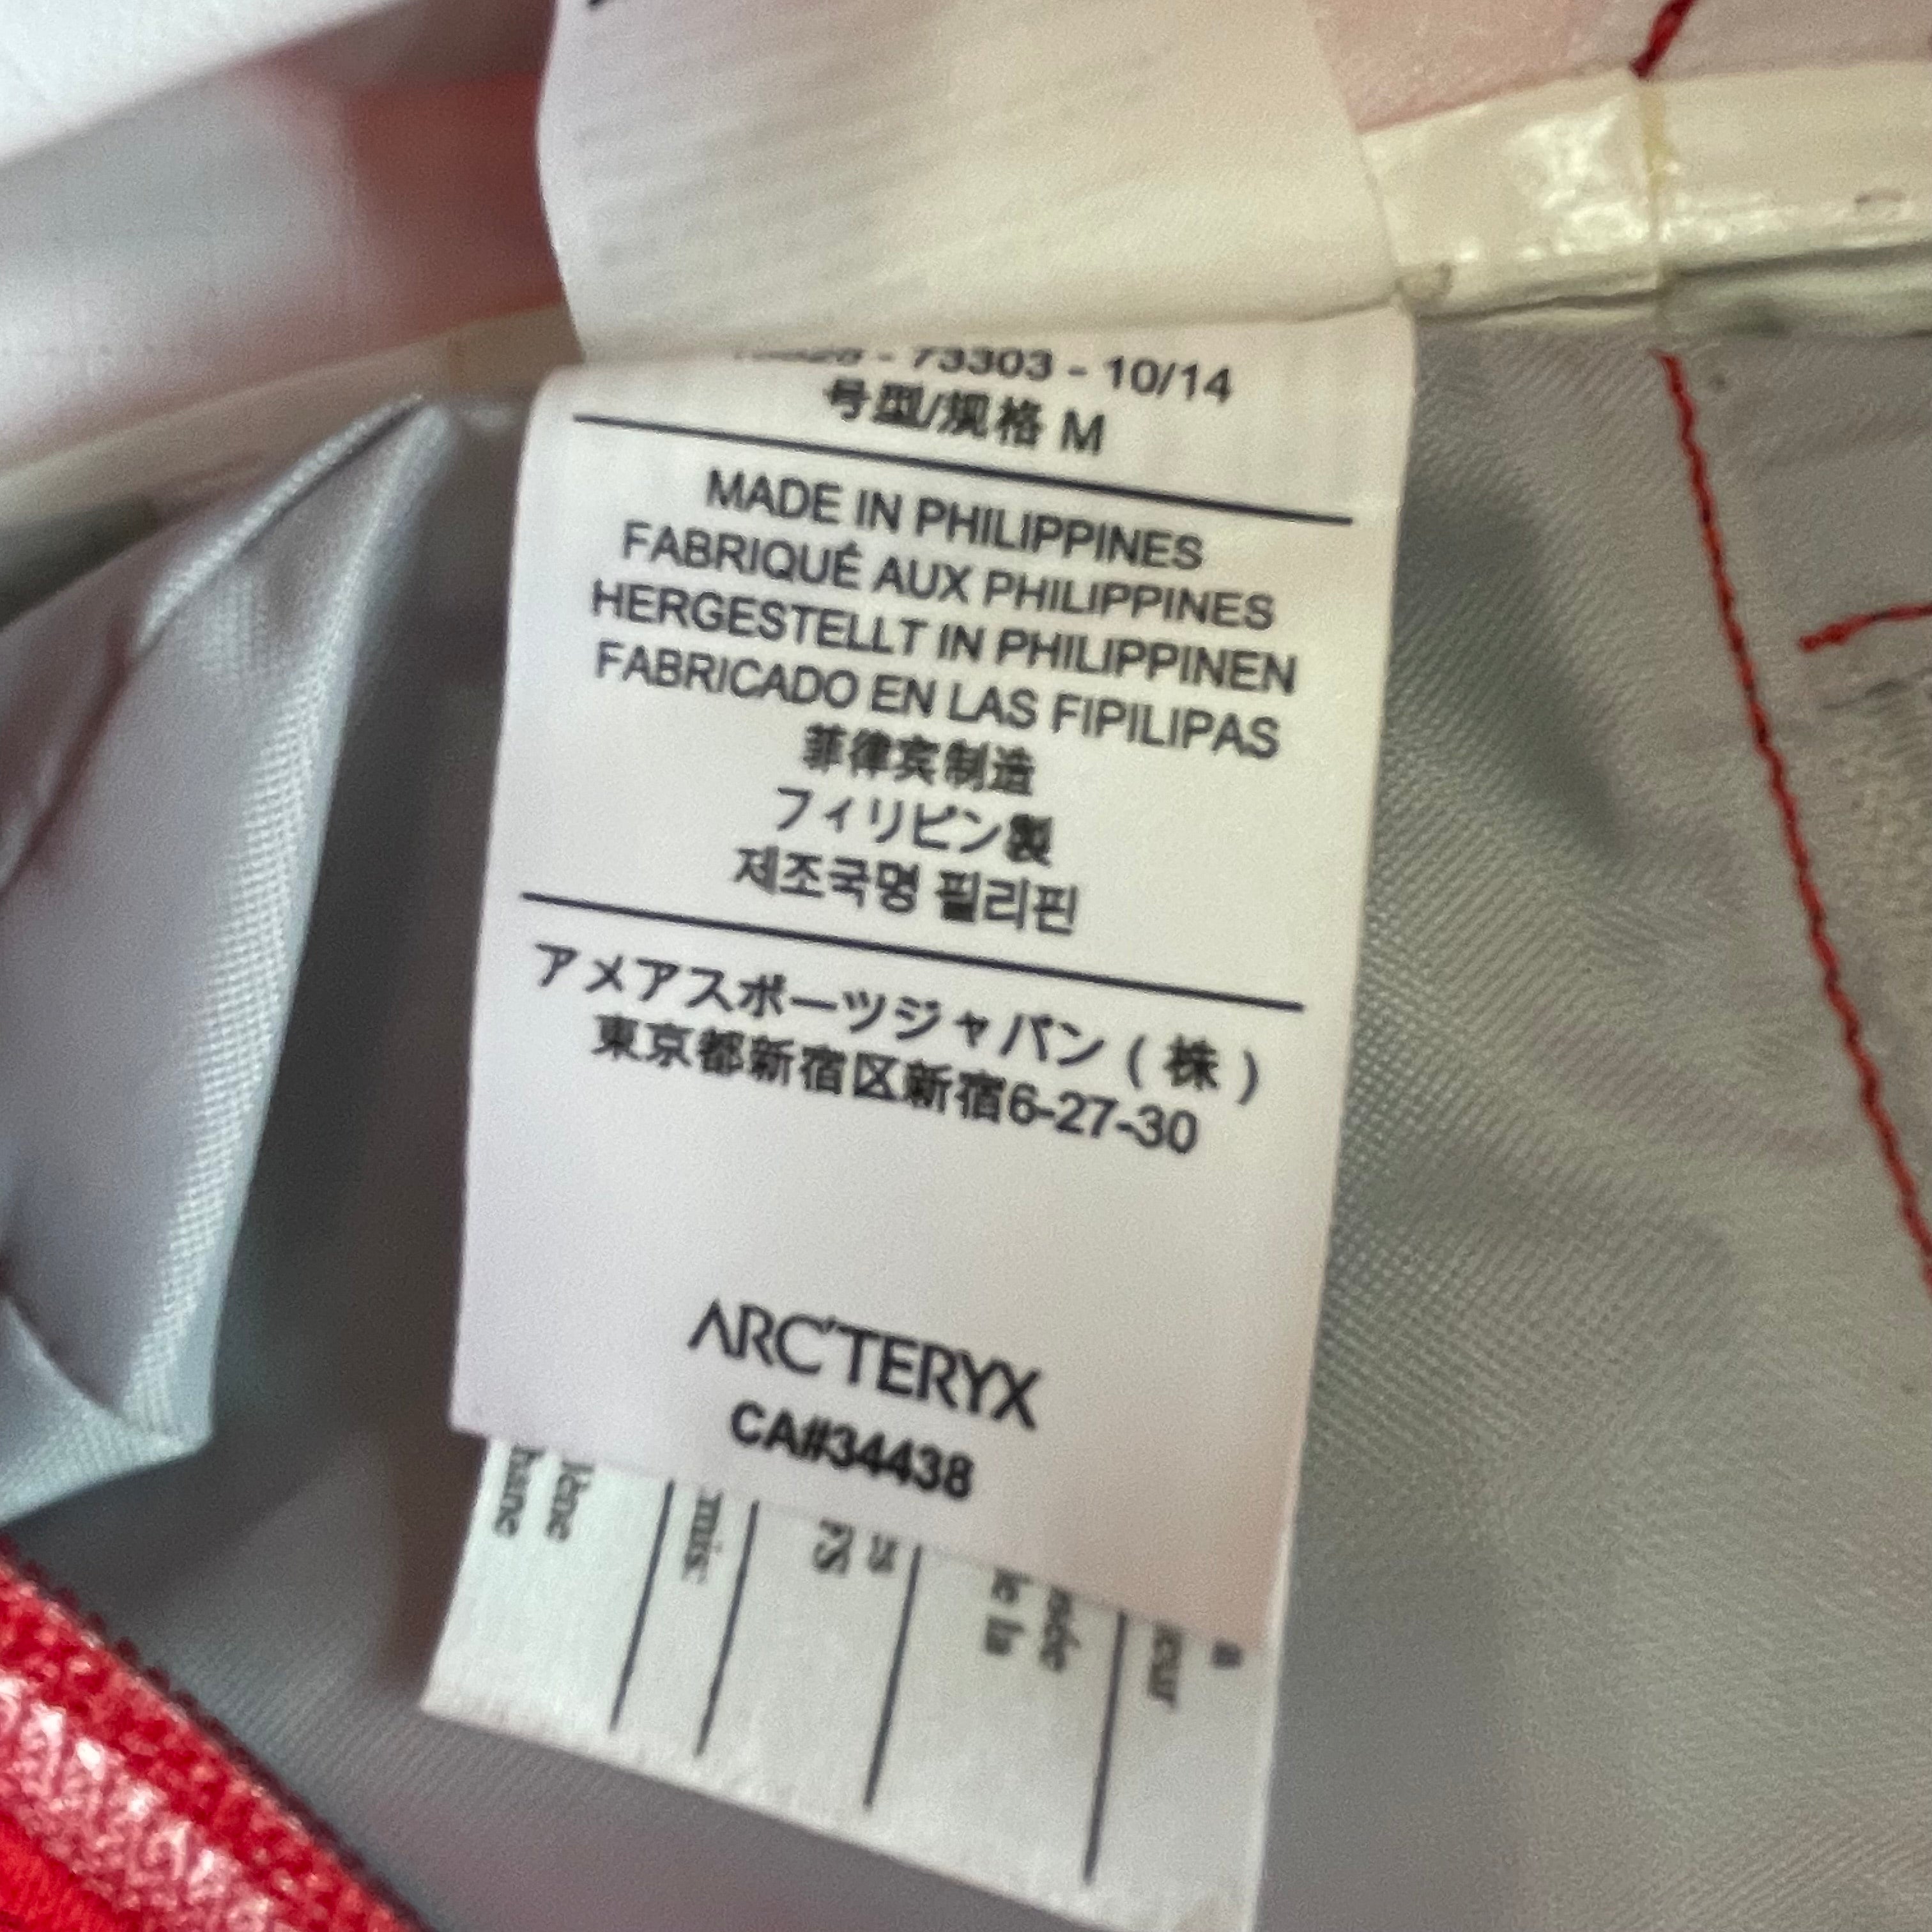 - 73303 - 10/14
号型/规格 M
MADE IN PHILIPPINES
FABRIQUÉ AUX PHILIPPINES
HERGESTELLT IN PHILIPPINEN
FABRICADO EN LAS FIPILIPAS
菲律宾制造
フィリピン製
제조국명 필리핀
アメアスポーツジャパン ( 株 )
東京都新宿区新宿6-27-30
ARC'TERYX
CA#34438